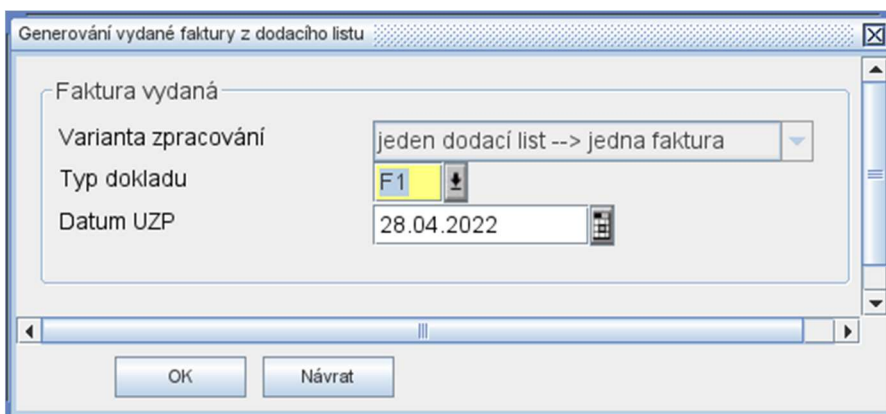 Generování vydané faktury z dodacího listu
Faktura vydaná
Varianta zpracování jeden dodací list --> jedna faktura
Typ dokladu F1
Datum UZP 28.04.2022
OK Návrat